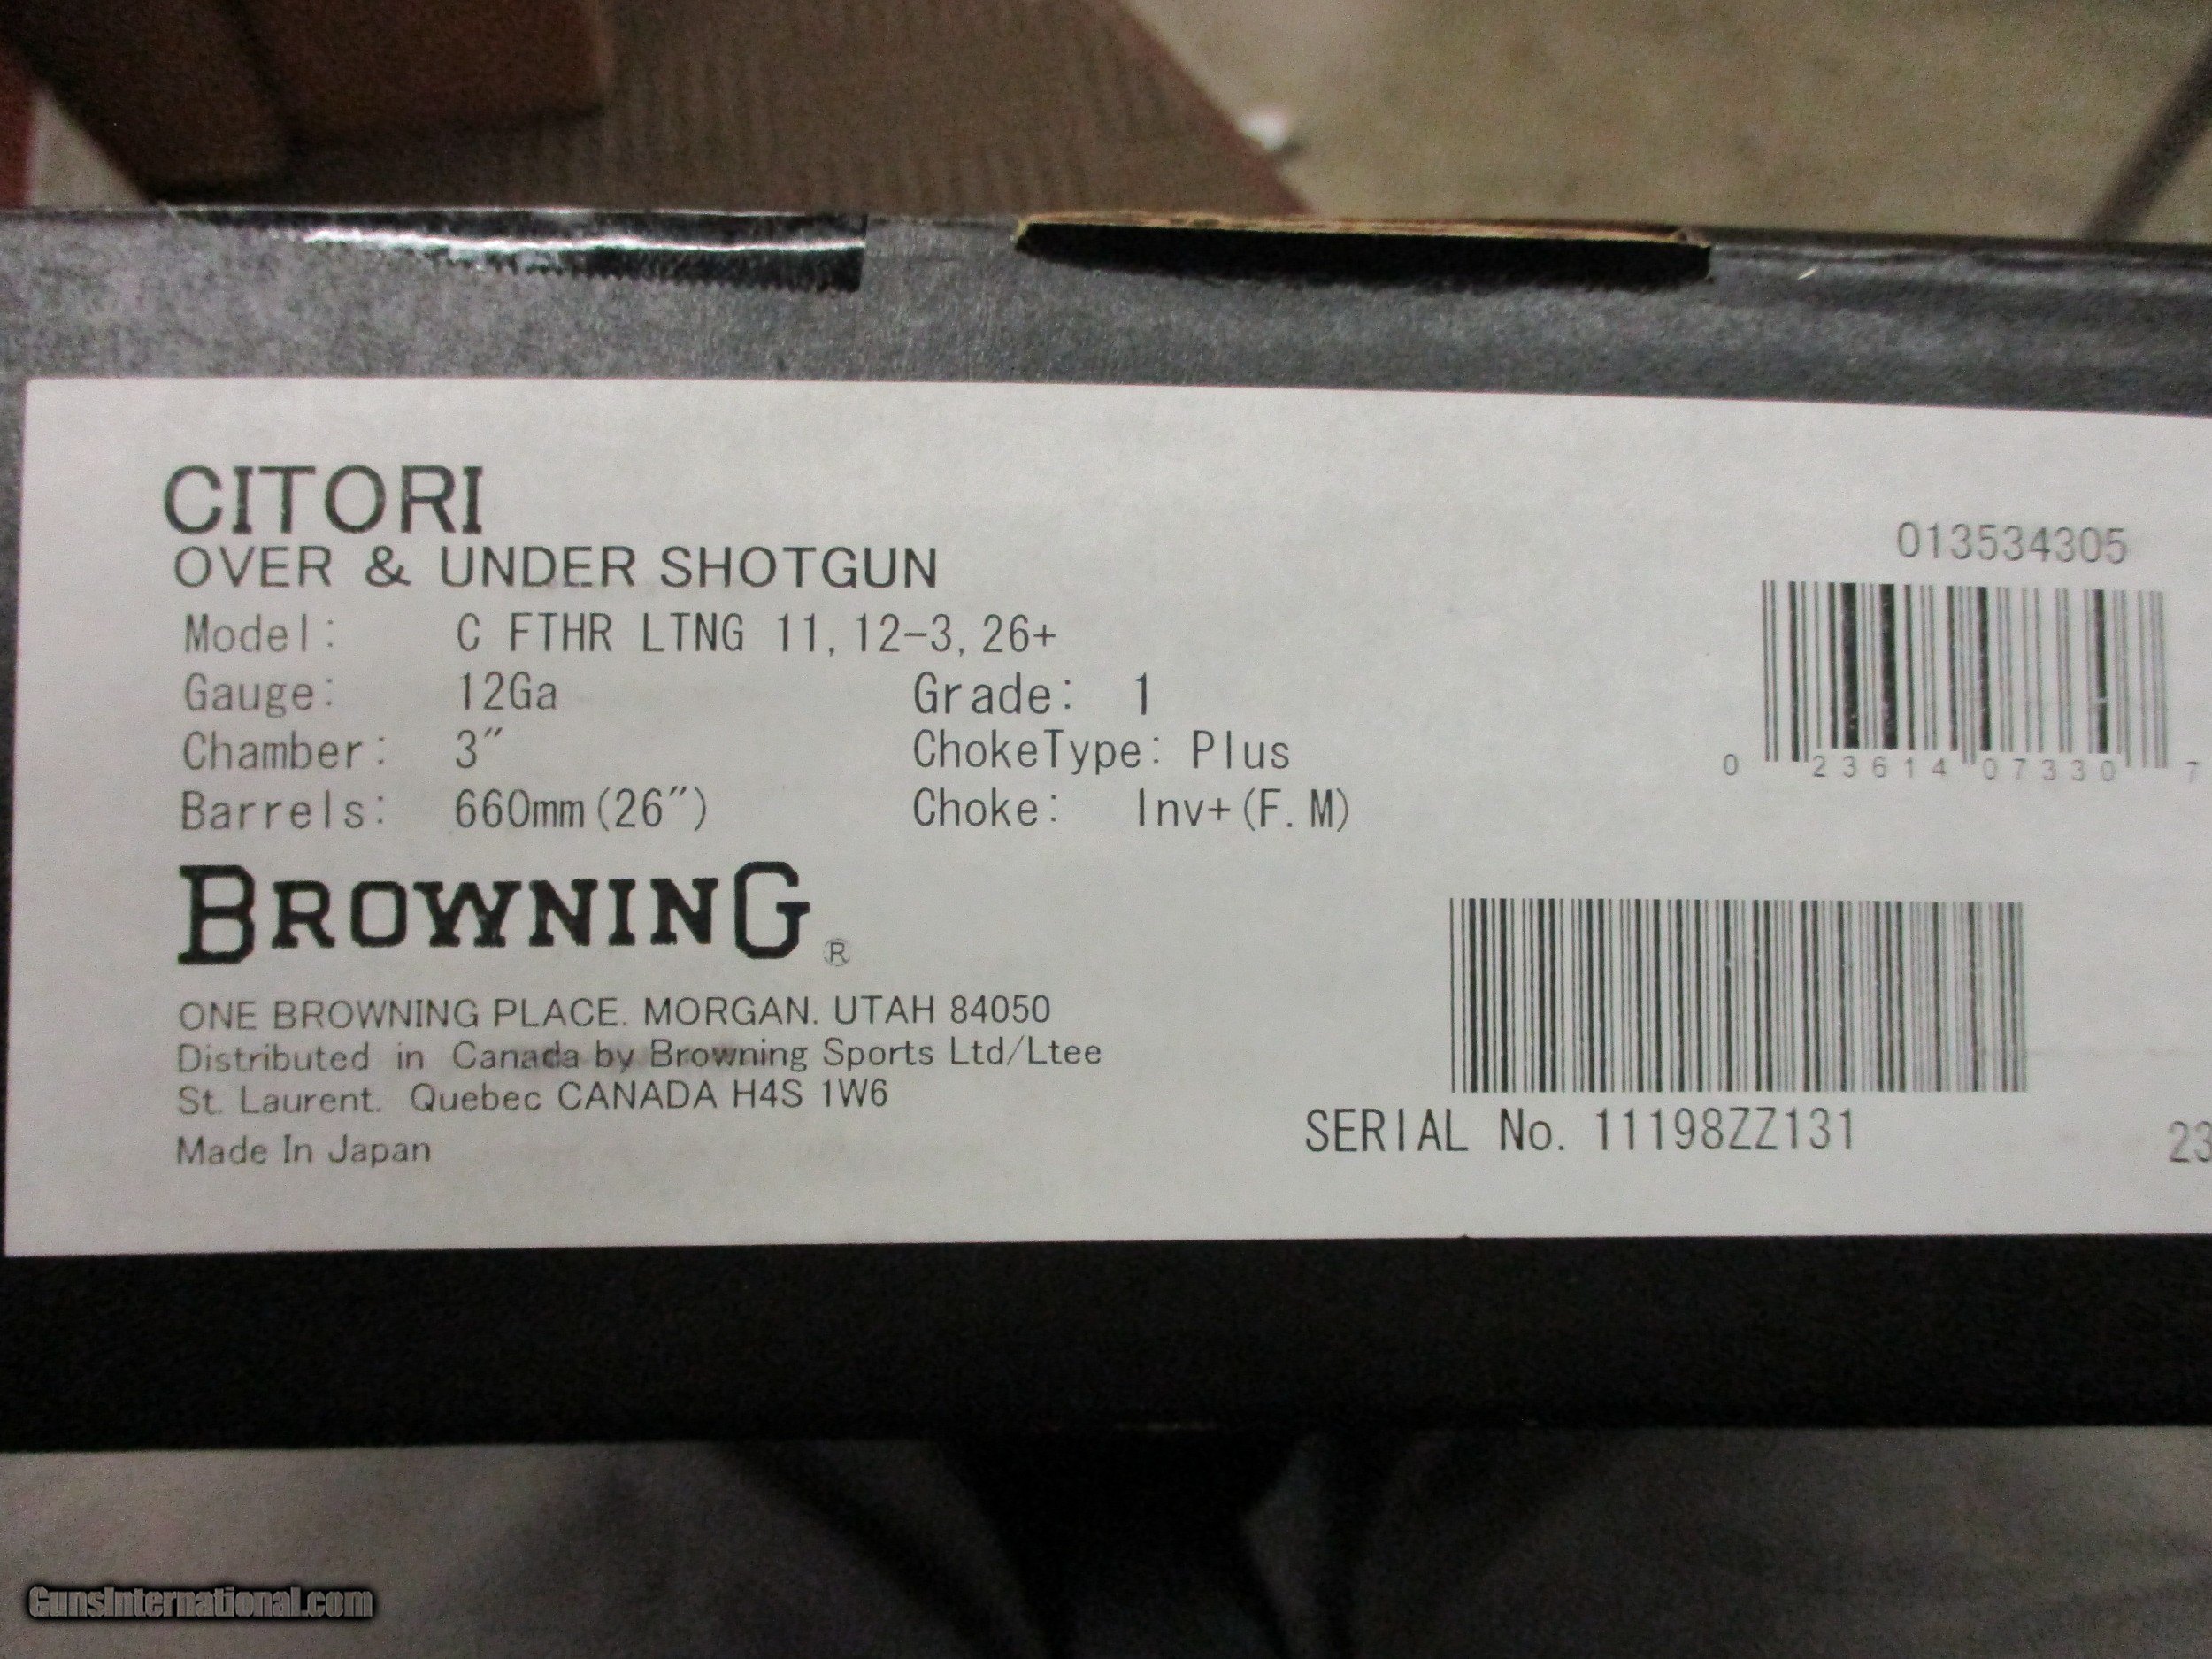 CITORI
OVER & UNDER SHOTGUN
Model: C FTHR LTNG 11, 12-3, 26+
Gauge: 12Ga Grade: 1
Chamber: 3″ ChokeType: Plus
Barrels: 660mm(26″) Choke: Inv+(F.M)
BROWNING ®
ONE BROWNING PLACE. MORGAN. UTAH 84050
Distributed in Canada by Browning Sports Ltd/Ltee
St. Laurent. Quebec CANADA H4S 1W6
Made In Japan
013534305
0 23614 07330 7
SERIAL No. 11198ZZ131
23
GunsInternational.com